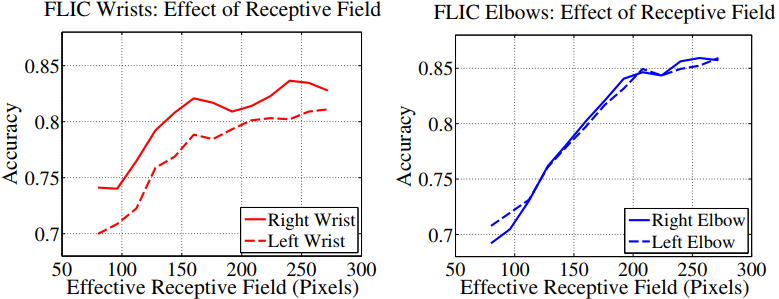 FLIC Wrists: Effect of Receptive Field
Accuracy
0.85
0.8
0.75
0.7
50 100 150 200 250 300
Effective Receptive Field (Pixels)
Right Wrist
Left Wrist
FLIC Elbows: Effect of Receptive Field
Accuracy
0.85
0.8
0.75
0.7
50 100 150 200 250 300
Effective Receptive Field (Pixels)
Right Elbow
Left Elbow